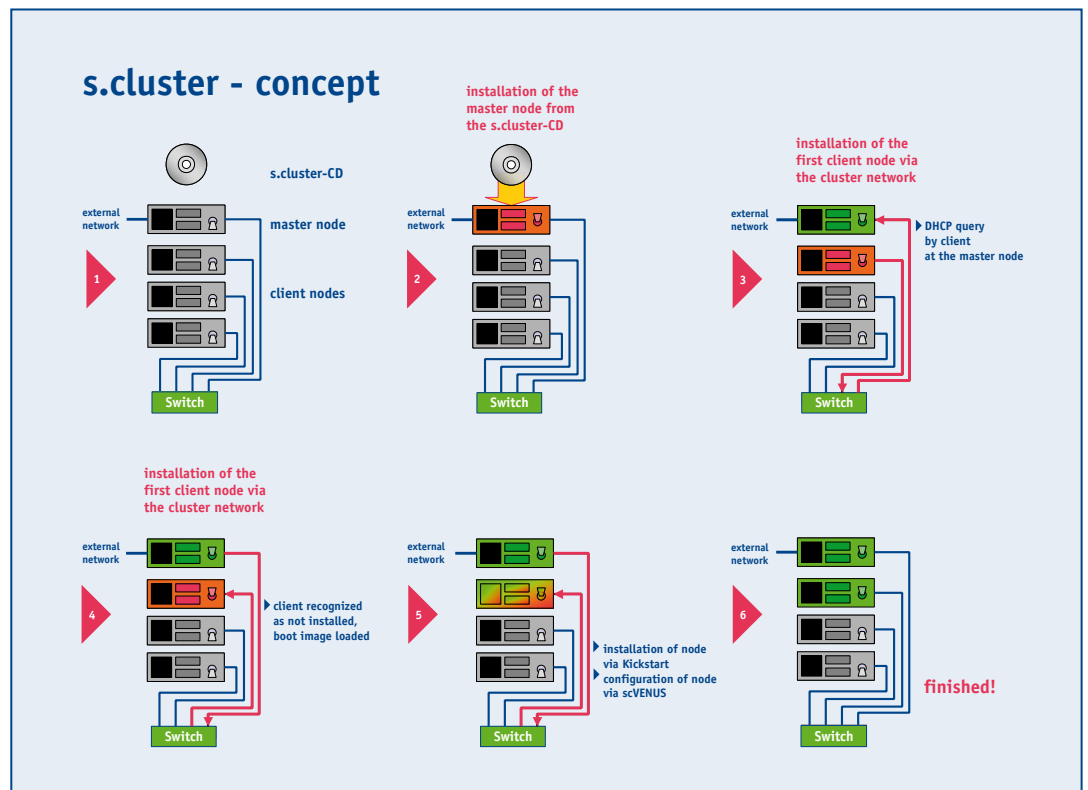 s.cluster - concept
s.cluster-CD
external
network
master node
client nodes
1
Switch
installation of the
master node from
the s.cluster-CD
external
network
2
Switch
installation of the
first client node via
the cluster network
external
network
DHCP query
by client
at the master node
3
Switch
installation of the
first client node via
the cluster network
external
network
4
client recognized
as not installed,
boot image loaded
Switch
external
network
5
installation of node
via Kickstart
configuration of node
via scVENUS
Switch
external
network
6
finished!
Switch